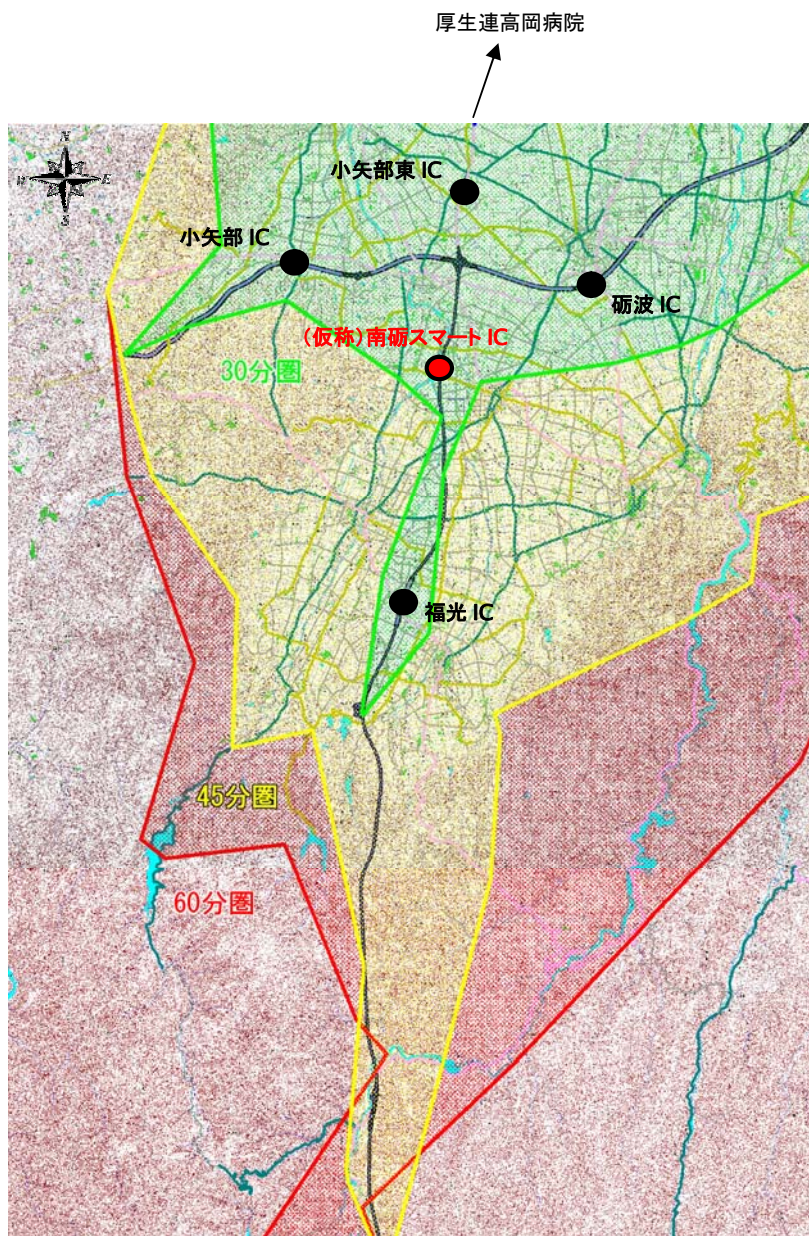 厚生連高岡病院
N
W E
S
小矢部東 IC
小矢部 IC
砺波 IC
(仮称)南砺スマート IC
30分圏
福光 IC
45分圏
60分圏